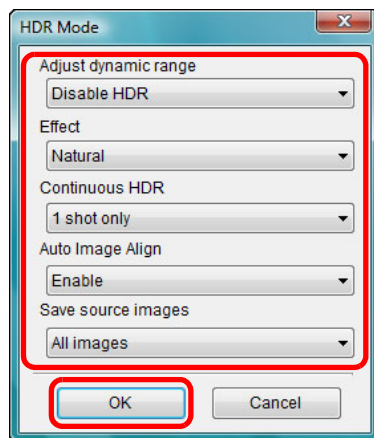 HDR Mode
Adjust dynamic range
Disable HDR
Effect
Natural
Continuous HDR
1 shot only
Auto Image Align
Enable
Save source images
All images
OK Cancel